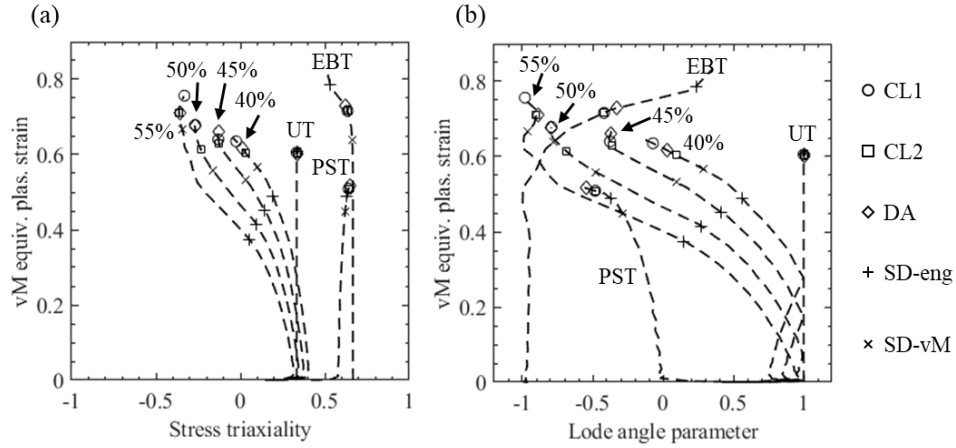 (a)
(b)
0.8
0.6
0.4
0.2
0
-1
-0.5
0
0.5
1
vM equiv. plas. strain
Stress triaxiality
50%
45%
40%
55%
EBT
UT
PST
0.8
0.6
0.4
0.2
0
-1
-0.5
0
0.5
1
vM equiv. plas. strain
Lode angle parameter
55%
50%
45%
40%
EBT
UT
PST
CL1
CL2
DA
SD-eng
SD-vM